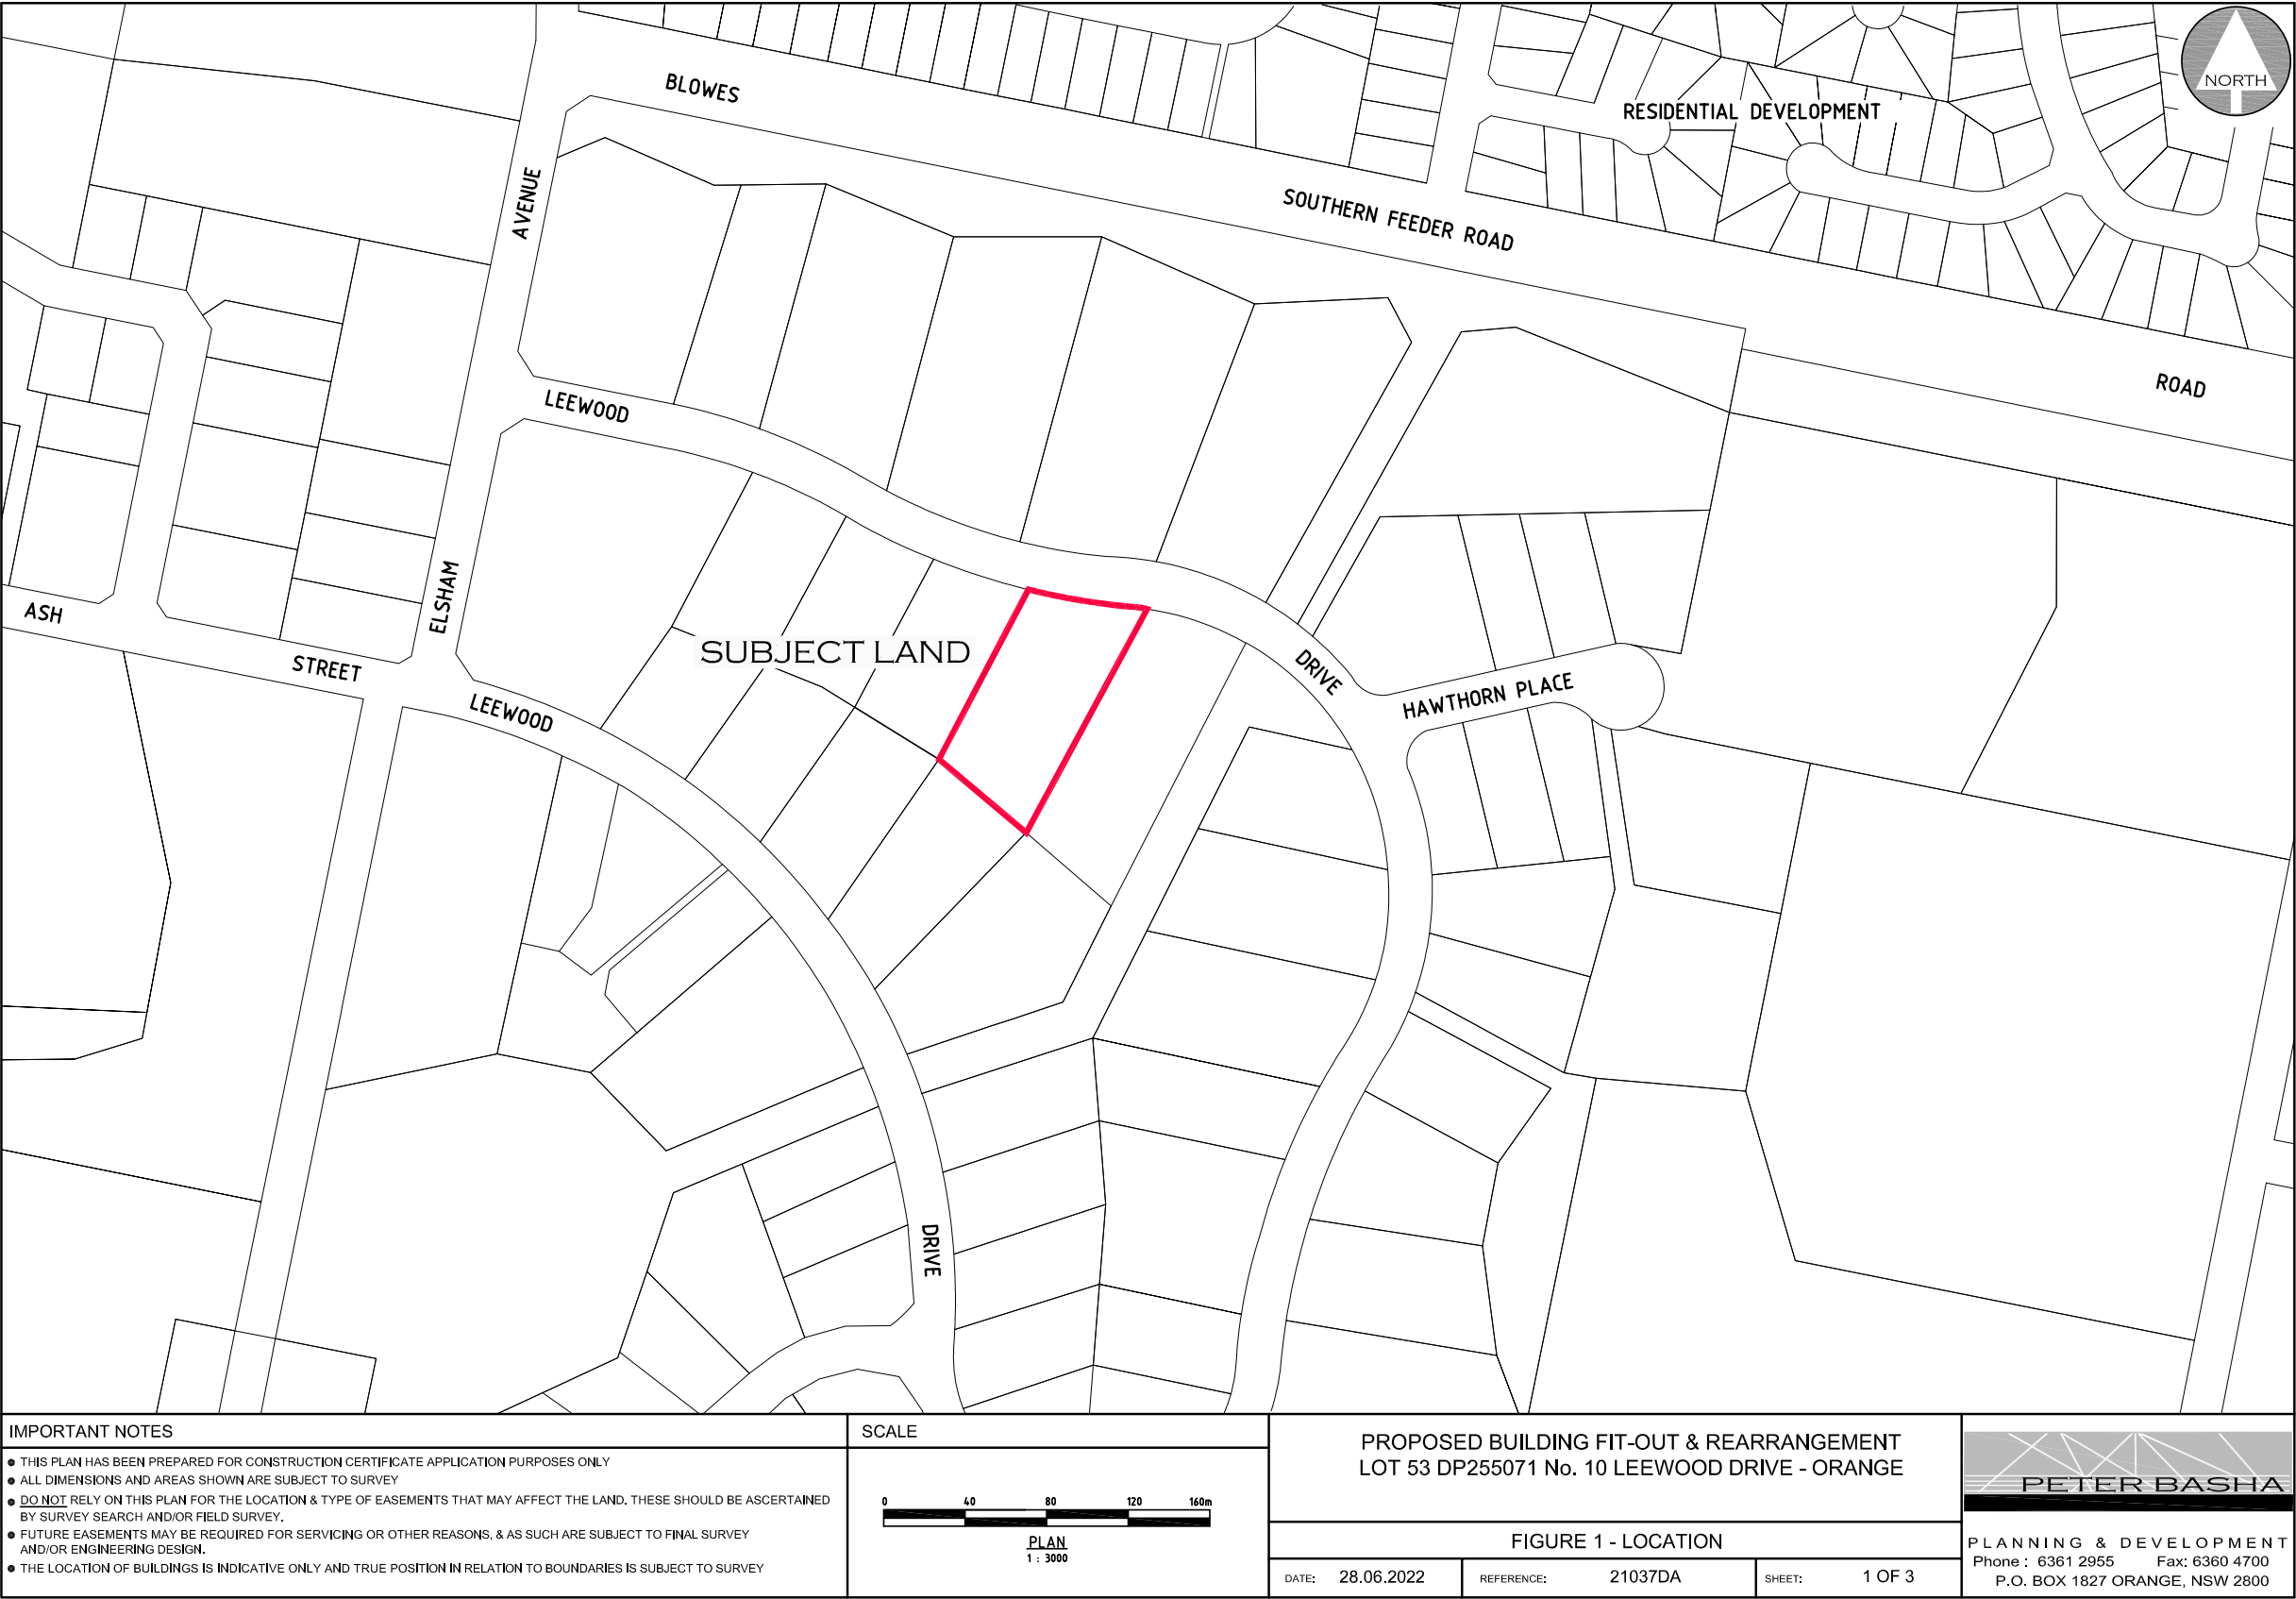 NORTH
BLOWES
RESIDENTIAL DEVELOPMENT
AVENUE
SOUTHERN FEEDER ROAD
ROAD
LEEWOOD
ELSHAM
ASH
STREET
SUBJECT LAND
DRIVE
HAWTHORN PLACE
LEEWOOD
DRIVE
IMPORTANT NOTES
THIS PLAN HAS BEEN PREPARED FOR CONSTRUCTION CERTIFICATE APPLICATION PURPOSES ONLY
ALL DIMENSIONS AND AREAS SHOWN ARE SUBJECT TO SURVEY
DO NOT RELY ON THIS PLAN FOR THE LOCATION & TYPE OF EASEMENTS THAT MAY AFFECT THE LAND. THESE SHOULD BE ASCERTAINED
BY SURVEY SEARCH AND/OR FIELD SURVEY.
FUTURE EASEMENTS MAY BE REQUIRED FOR SERVICING OR OTHER REASONS, & AS SUCH ARE SUBJECT TO FINAL SURVEY
AND/OR ENGINEERING DESIGN.
THE LOCATION OF BUILDINGS IS INDICATIVE ONLY AND TRUE POSITION IN RELATION TO BOUNDARIES IS SUBJECT TO SURVEY
SCALE
0 40 80 120 160m
PLAN
1 : 3000
PROPOSED BUILDING FIT-OUT & REARRANGEMENT
LOT 53 DP255071 No. 10 LEEWOOD DRIVE - ORANGE
FIGURE 1 - LOCATION
DATE: 28.06.2022 REFERENCE: 21037DA SHEET: 1 OF 3
PETER BASHA
PLANNING & DEVELOPMENT
Phone : 6361 2955 Fax: 6360 4700
P.O. BOX 1827 ORANGE, NSW 2800